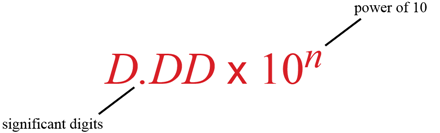 power of 10
D.DD x 10ⁿ
significant digits